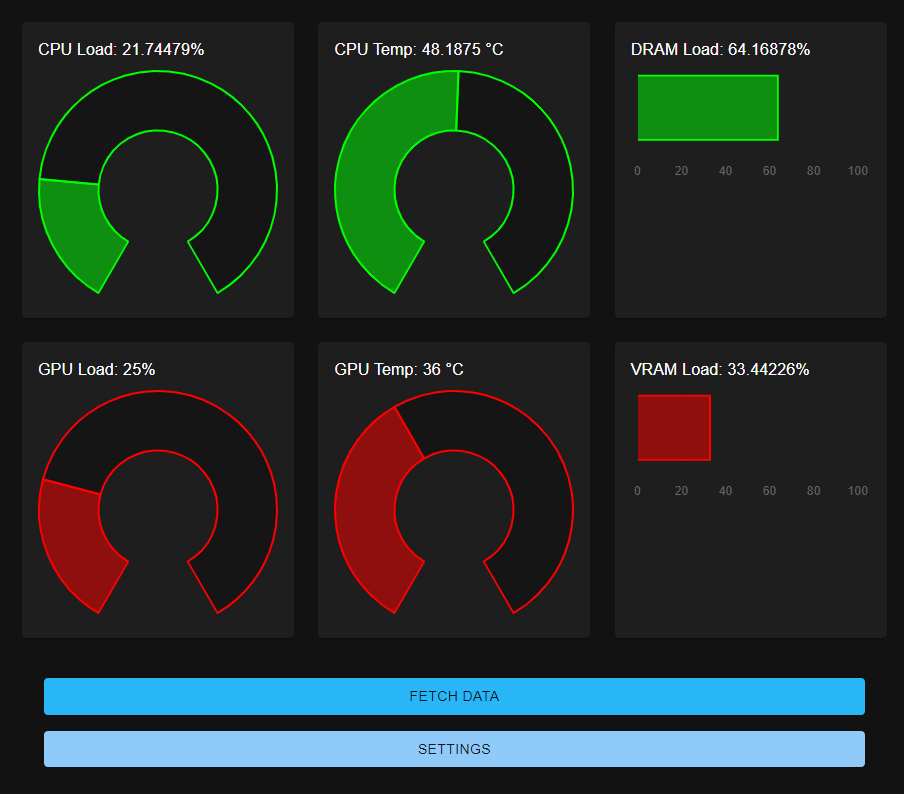 CPU Load: 21.74479%
CPU Temp: 48.1875 °C
DRAM Load: 64.16878%
0 20 40 60 80 100
GPU Load: 25%
GPU Temp: 36 °C
VRAM Load: 33.44226%
0 20 40 60 80 100
FETCH DATA
SETTINGS